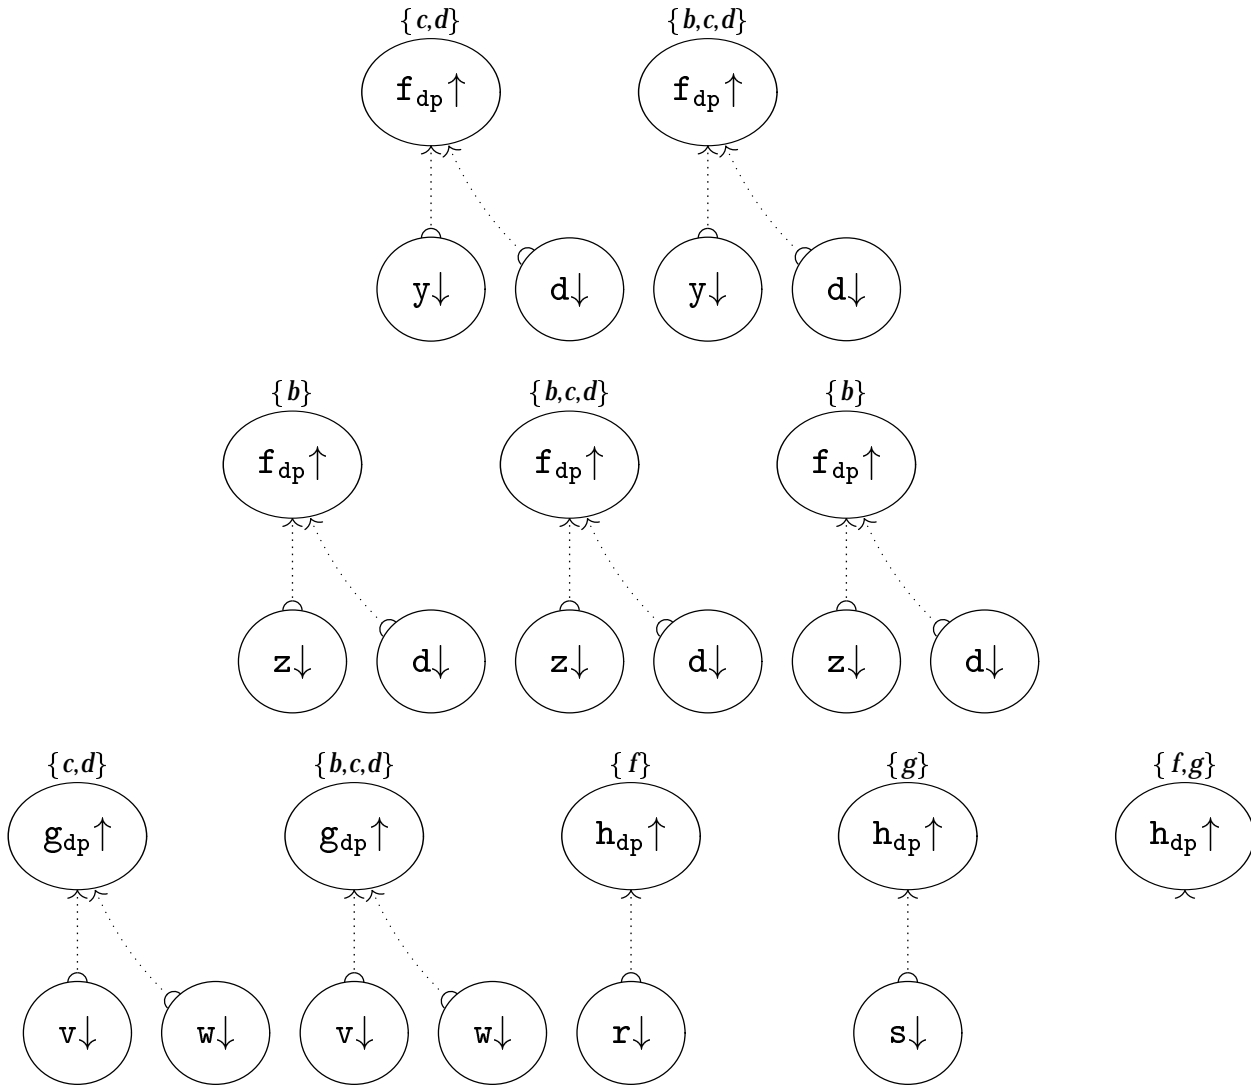 {c,d} {b,c,d}
f_dp↑ f_dp↑
y↓ d↓ y↓ d↓
{b} {b,c,d} {b}
f_dp↑ f_dp↑ f_dp↑
z↓ d↓ z↓ d↓ z↓ d↓
{c,d} {b,c,d} {f} {g} {f,g}
g_dp↑ g_dp↑ h_dp↑ h_dp↑ h_dp↑
v↓ w↓ v↓ w↓ r↓ s↓